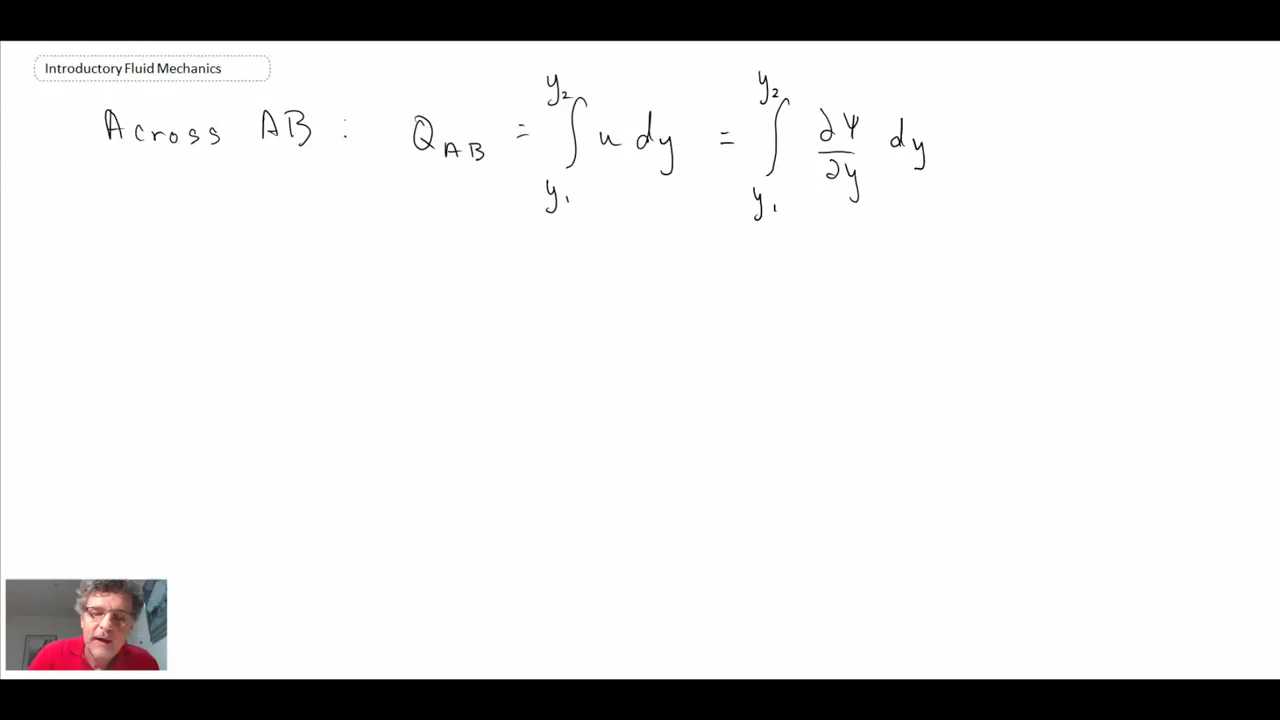 Introductory Fluid Mechanics
Across AB : Q_AB = ∫_{y₁}^{y₂} u dy = ∫_{y₁}^{y₂} ∂Ψ/∂y dy